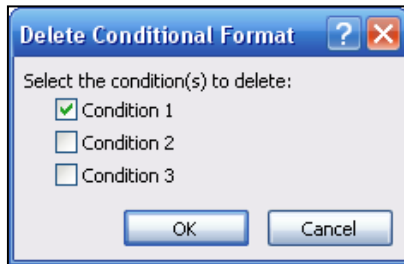 Delete Conditional Format
Select the condition(s) to delete:
Condition 1
Condition 2
Condition 3
OK Cancel